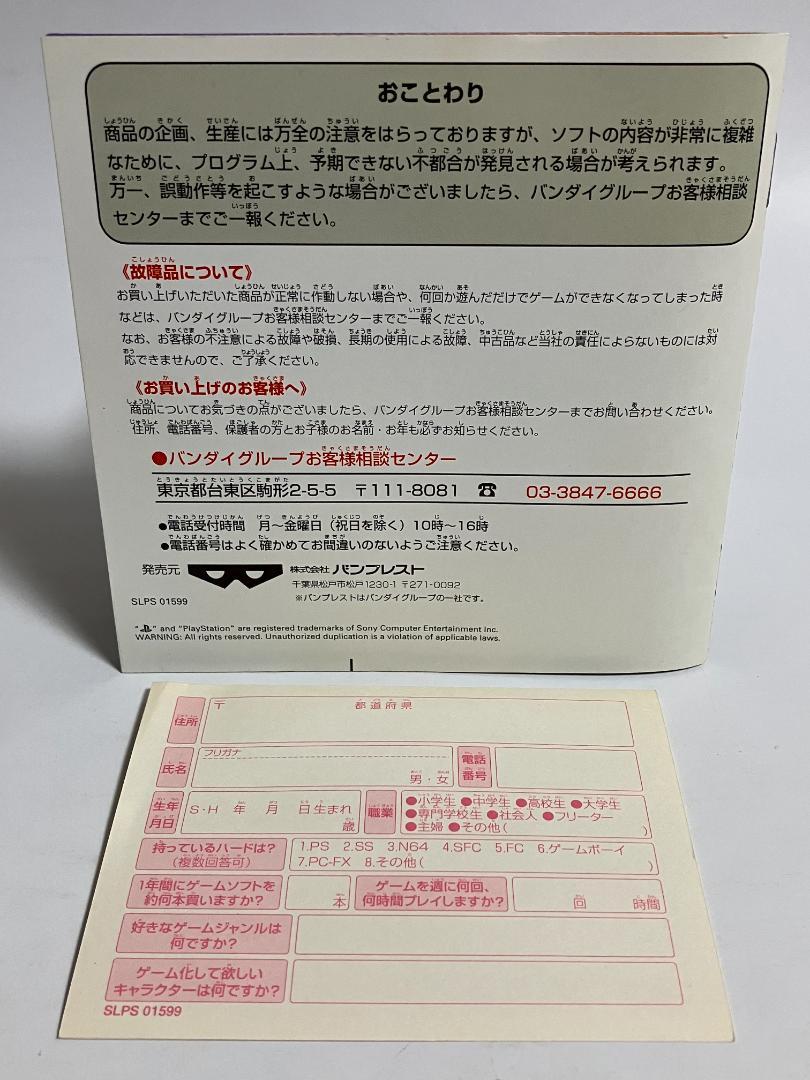 おことわり
商品の企画、生産には万全の注意をはらっておりますが、ソフトの内容が非常に複雑
なために、プログラム上、予期できない不都合が発見される場合が考えられます。
万一、誤動作等を起こすような場合がございましたら、バンダイグループお客様相談
センターまでご一報ください。
《故障品について》
お買い上げいただいた商品が正常に作動しない場合や、何回か遊んだだけでゲームができなくなってしまった時
などは、バンダイグループお客様相談センターまでご一報ください。
なお、お客様の不注意による故障や破損、長期の使用による故障、中古品など当社の責任によらないものには対
応できませんので、ご了承ください。
《お買い上げのお客様へ》
商品についてお気づきの点がございましたら、バンダイグループお客様相談センターまでお問い合わせください。
住所、電話番号、保護者の方とお子様のお名前・お年も必ずお知らせください。
●バンダイグループお客様相談センター
東京都台東区駒形2-5-5 〒111-8081 ☎ 03-3847-6666
●電話受付時間 月〜金曜日(祝日を除く)10時〜16時
●電話番号はよく確かめてお間違いのないようご注意ください。
発売元 株式会社 バンプレスト
千葉県松戸市松戸1230-1 〒271-0092
※バンプレストはバンダイグループの一社です。
SLPS 01599
" " and "PlayStation" are registered trademarks of Sony Computer Entertainment Inc.
WARNING: All rights reserved. Unauthorized duplication is a violation of applicable laws.
住所 〒 都道府県
氏名 フリガナ 男・女 電話番号
生年月日 S・H 年 月 日生まれ 歳
職業 ●小学生 ●中学生 ●高校生 ●大学生
●専門学校生 ●社会人 ●フリーター
●主婦 ●その他( )
持っているハードは? 1.PS 2.SS 3.N64 4.SFC 5.FC 6.ゲームボーイ
(複数回答可) 7.PC-FX 8.その他( )
1年間にゲームソフトを
約何本買いますか? 本
ゲームを週に何回、
何時間プレイしますか? 回 時間
好きなゲームジャンルは
何ですか?
ゲーム化して欲しい
キャラクターは何ですか?
SLPS 01599